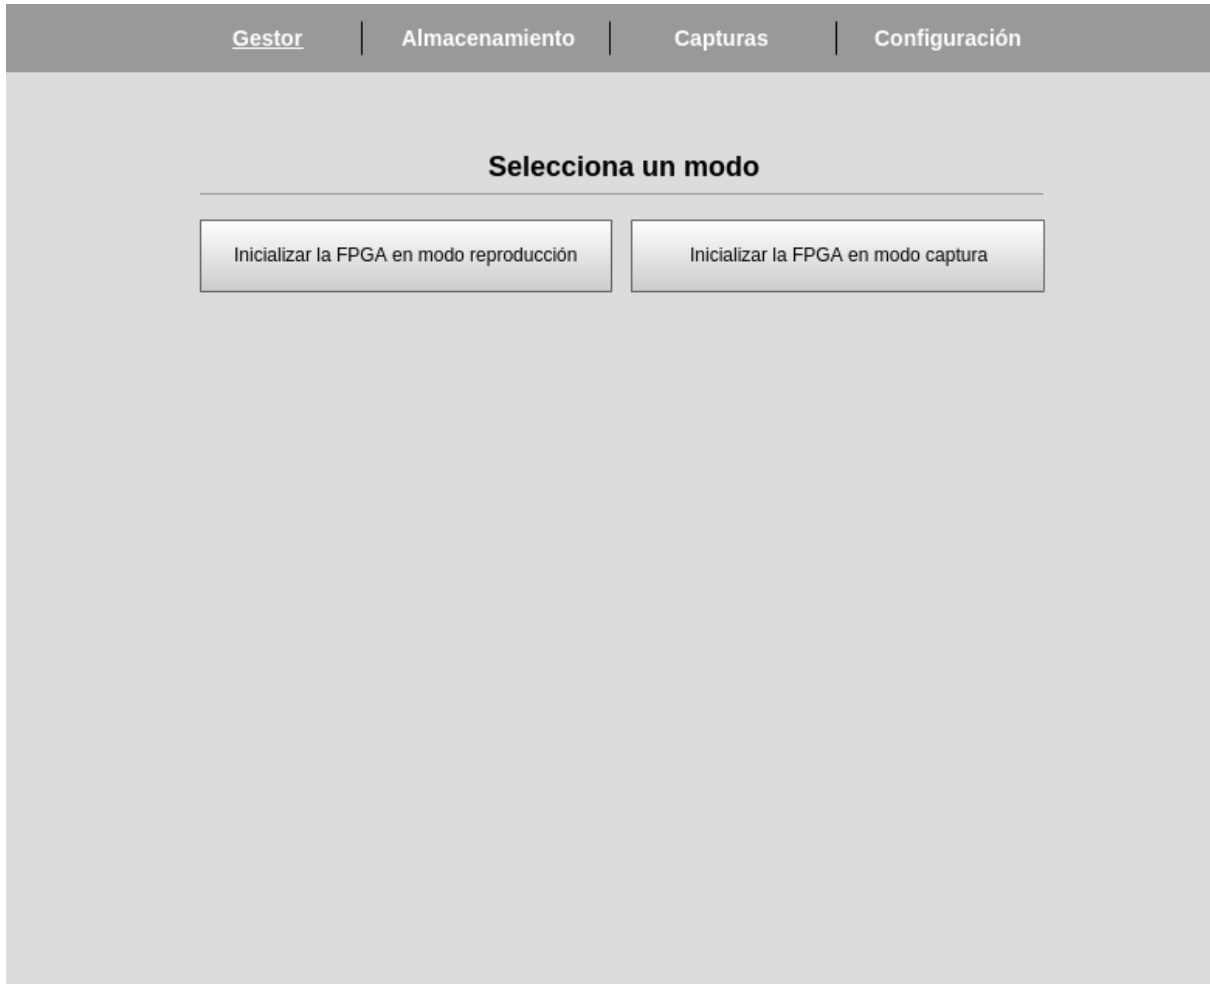 Gestor Almacenamiento Capturas Configuración
Selecciona un modo
Inicializar la FPGA en modo reproducción Inicializar la FPGA en modo captura